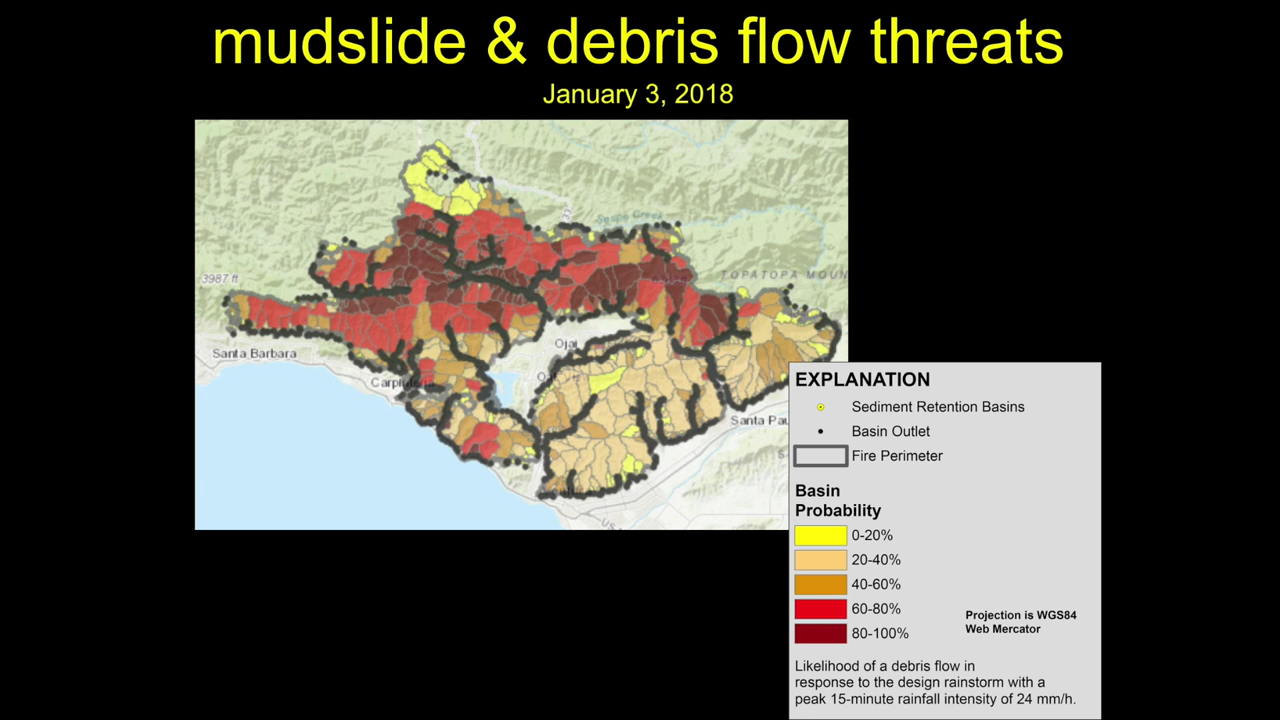 mudslide & debris flow threats
January 3, 2018
Sespe Creek
33
3987 ft
TOPATOPA MOUN
Santa Barbara
Ojai
Carpinteria
Santa Pau
US
EXPLANATION
Sediment Retention Basins
Basin Outlet
Fire Perimeter
Basin
Probability
0-20%
20-40%
40-60%
60-80%
80-100%
Projection is WGS84
Web Mercator
Likelihood of a debris flow in
response to the design rainstorm with a
peak 15-minute rainfall intensity of 24 mm/h.